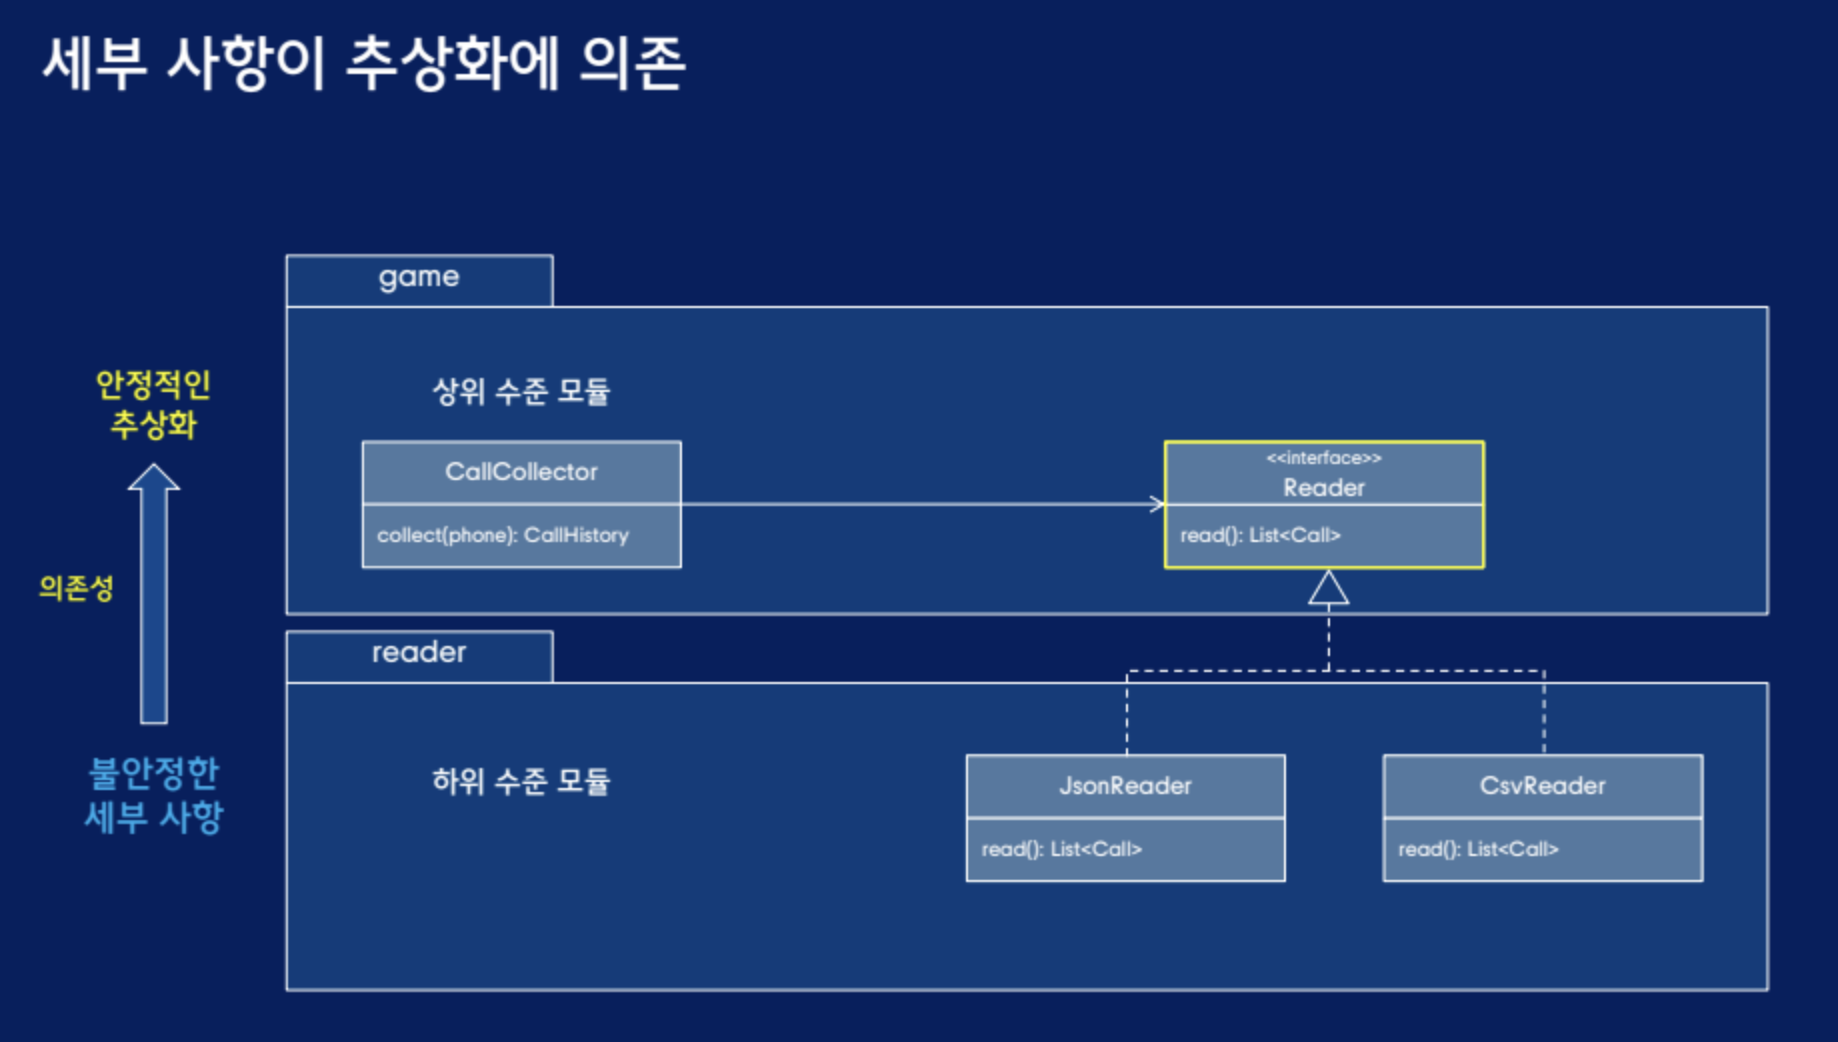 세부 사항이 추상화에 의존
game
안정적인
추상화
상위 수준 모듈
CallCollector
collect(phone): CallHistory
<<interface>>
Reader
read(): List<Call>
의존성
reader
불안정한
세부 사항
하위 수준 모듈
JsonReader
read(): List<Call>
CsvReader
read(): List<Call>